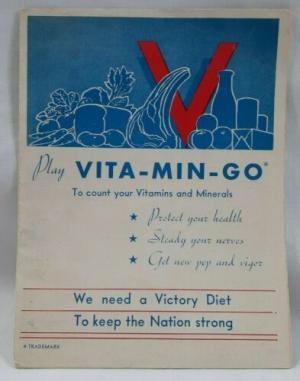 V
Play VITA-MIN-GO*
To count your Vitamins and Minerals
★ Protect your health
★ Steady your nerves
★ Get new pep and vigor
We need a Victory Diet
To keep the Nation strong
* TRADEMARK